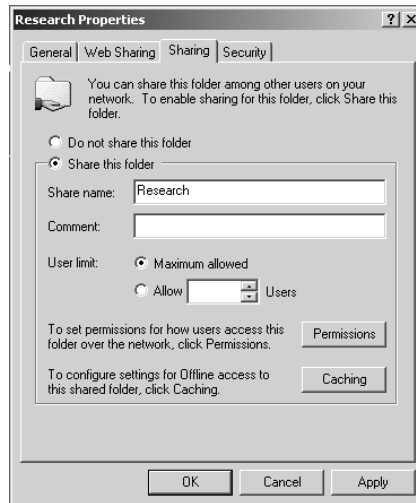 Research Properties
General Web Sharing Sharing Security
You can share this folder among other users on your
network. To enable sharing for this folder, click Share this
folder.
Do not share this folder
Share this folder
Share name: Research
Comment:
User limit: Maximum allowed
Allow Users
To set permissions for how users access this
folder over the network, click Permissions.
Permissions
To configure settings for Offline access to
this shared folder, click Caching.
Caching
OK Cancel Apply